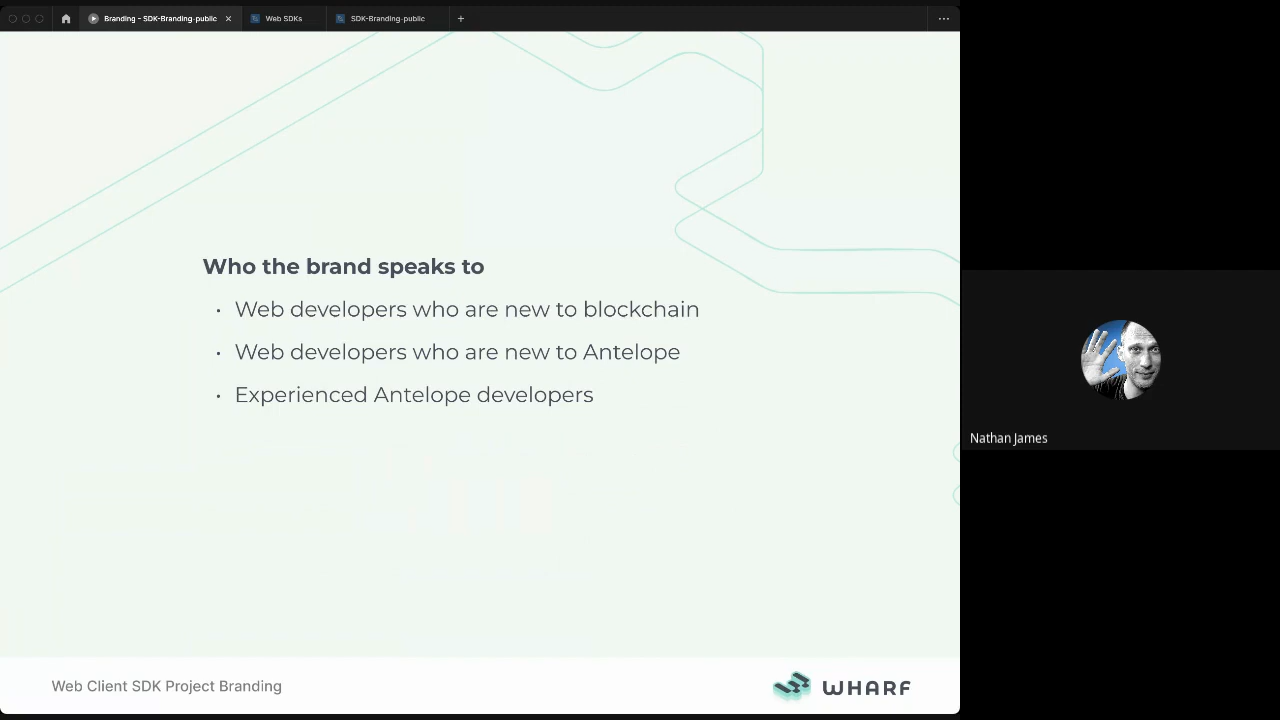 Branding - SDK-Branding-public
Web SDKs
SDK-Branding-public
Who the brand speaks to
• Web developers who are new to blockchain
• Web developers who are new to Antelope
• Experienced Antelope developers
Nathan James
Web Client SDK Project Branding
WHARF